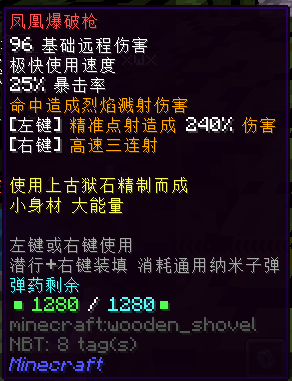 凤凰爆破枪
96 基础远程伤害
极快使用速度
25% 暴击率
命中造成烈焰溅射伤害
[左键] 精准点射造成 240% 伤害
[右键] 高速三连射
使用上古狱石精制而成
小身材 大能量
左键或右键使用
潜行+右键装填 消耗通用纳米子弹
弹药剩余
1280 / 1280
minecraft:wooden_shovel
NBT: 8 tag(s)
Minecraft